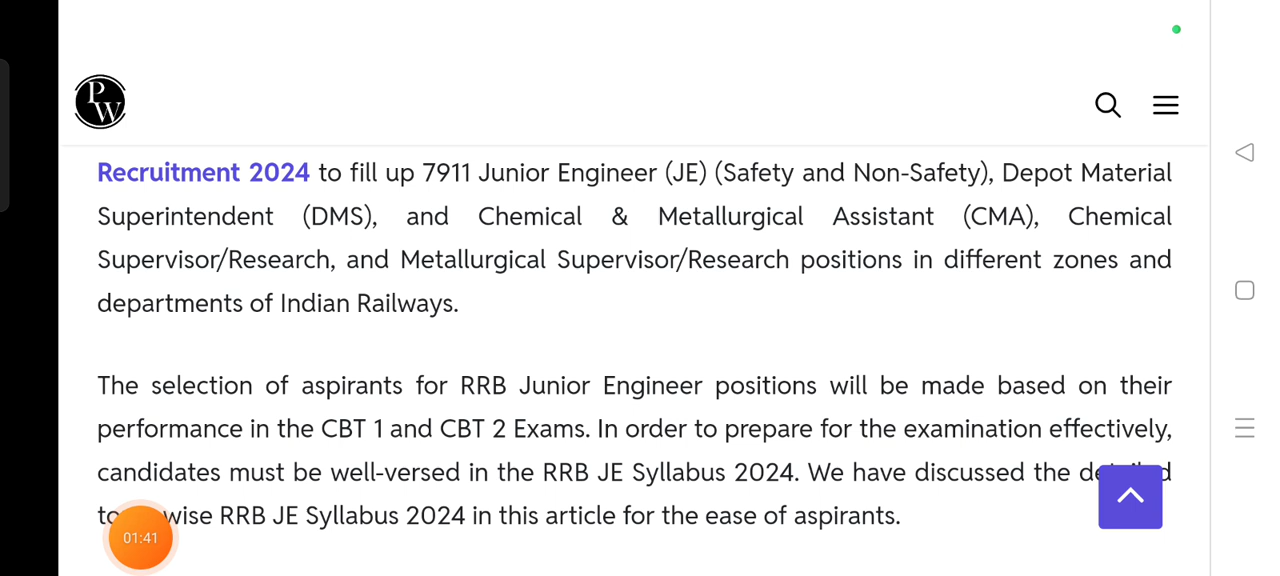 PW
Recruitment 2024 to fill up 7911 Junior Engineer (JE) (Safety and Non-Safety), Depot Material
Superintendent (DMS), and Chemical & Metallurgical Assistant (CMA), Chemical
Supervisor/Research, and Metallurgical Supervisor/Research positions in different zones and
departments of Indian Railways.
The selection of aspirants for RRB Junior Engineer positions will be made based on their
performance in the CBT 1 and CBT 2 Exams. In order to prepare for the examination effectively,
candidates must be well-versed in the RRB JE Syllabus 2024. We have discussed the
wise RRB JE Syllabus 2024 in this article for the ease of aspirants.
01:41